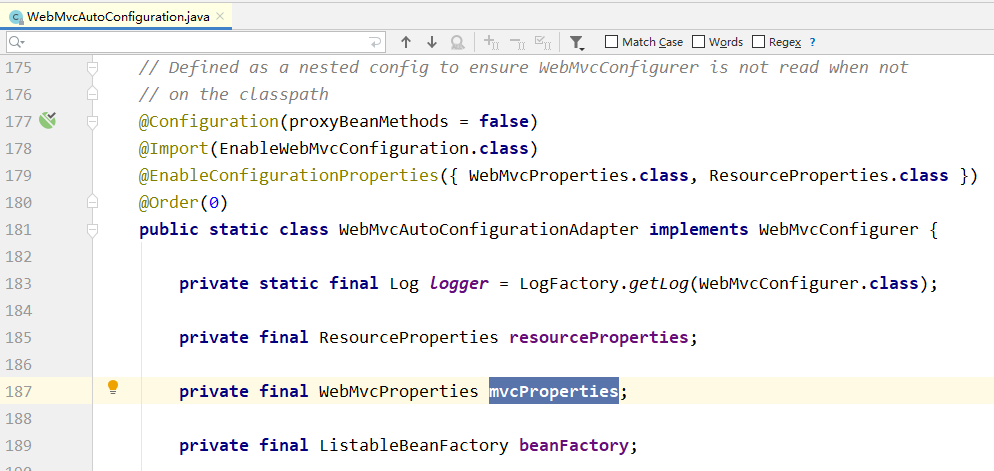 WebMvcAutoConfiguration.java
Match Case Words Regex ?
175 // Defined as a nested config to ensure WebMvcConfigurer is not read when not
176 // on the classpath
177 @Configuration(proxyBeanMethods = false)
178 @Import(EnableWebMvcConfiguration.class)
179 @EnableConfigurationProperties({ WebMvcProperties.class, ResourceProperties.class })
180 @Order(0)
181 public static class WebMvcAutoConfigurationAdapter implements WebMvcConfigurer {
182
183 private static final Log logger = LogFactory.getLog(WebMvcConfigurer.class);
184
185 private final ResourceProperties resourceProperties;
186
187 private final WebMvcProperties mvcProperties;
188
189 private final ListableBeanFactory beanFactory;